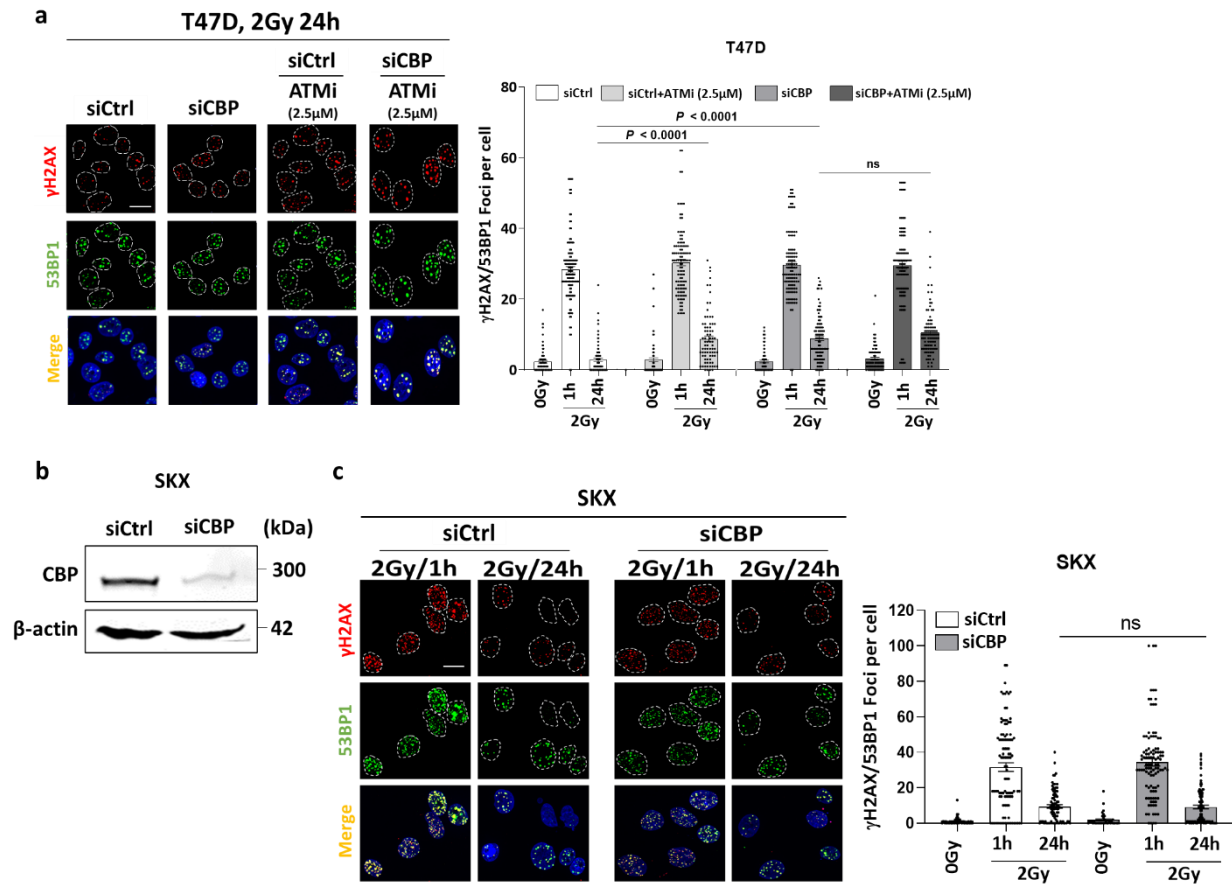 a
T47D, 2Gy 24h
siCtrl
siCBP
siCtrl
ATMi
(2.5μM)
siCBP
ATMi
(2.5μM)
γH2AX
53BP1
Merge
T47D
siCtrl
siCtrl+ATMi (2.5μM)
siCBP
siCBP+ATMi (2.5μM)
γH2AX/53BP1 Foci per cell
80
60
40
20
0
P < 0.0001
P < 0.0001
ns
0Gy 1h 24h 0Gy 1h 24h 0Gy 1h 24h 0Gy 1h 24h
2Gy 2Gy 2Gy 2Gy
b
SKX
siCtrl siCBP (kDa)
CBP 300
β-actin 42
c
SKX
siCtrl siCBP
2Gy/1h 2Gy/24h 2Gy/1h 2Gy/24h
γH2AX
53BP1
Merge
SKX
siCtrl
siCBP
ns
γH2AX/53BP1 Foci per cell
120
100
80
60
40
20
0
0Gy 1h 24h 0Gy 1h 24h
2Gy 2Gy